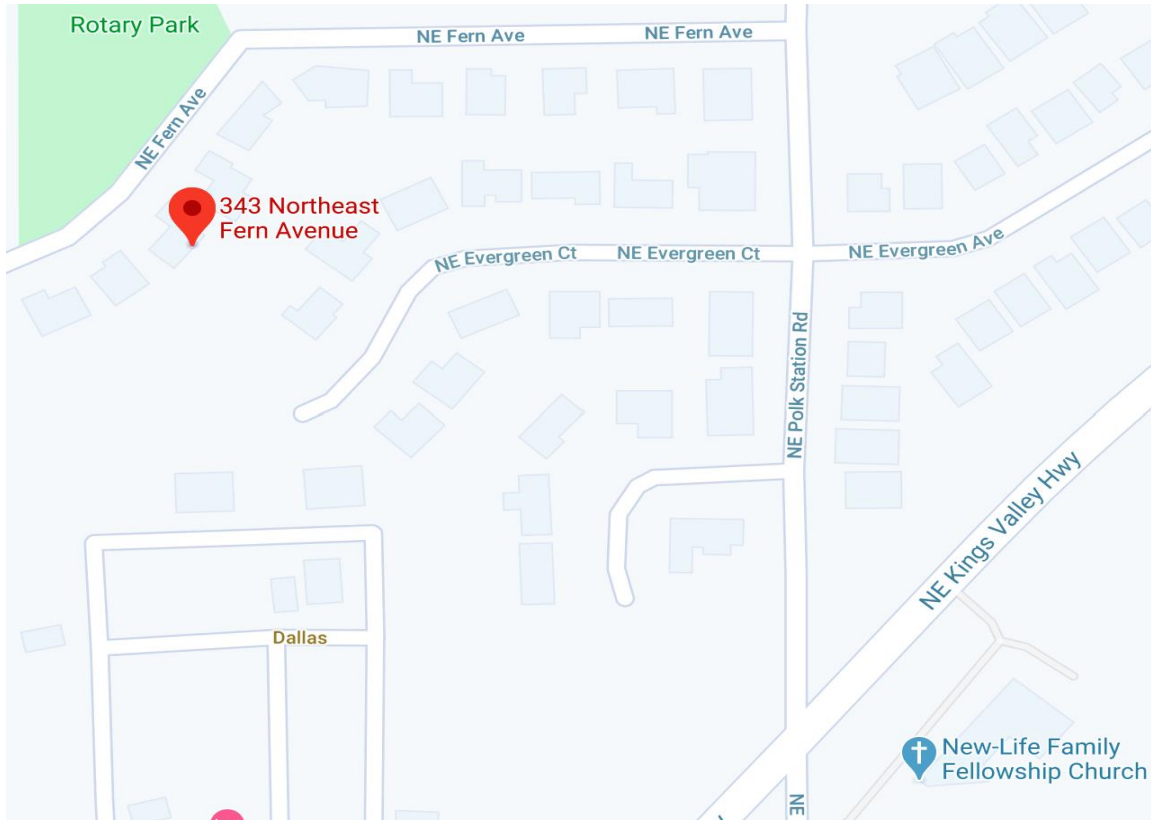 Rotary Park
NE Fern Ave
NE Fern Ave
NE Fern Ave
343 Northeast
Fern Avenue
NE Evergreen Ct
NE Evergreen Ct
NE Evergreen Ave
NE Polk Station Rd
NE Kings Valley Hwy
Dallas
New-Life Family
Fellowship Church
NE